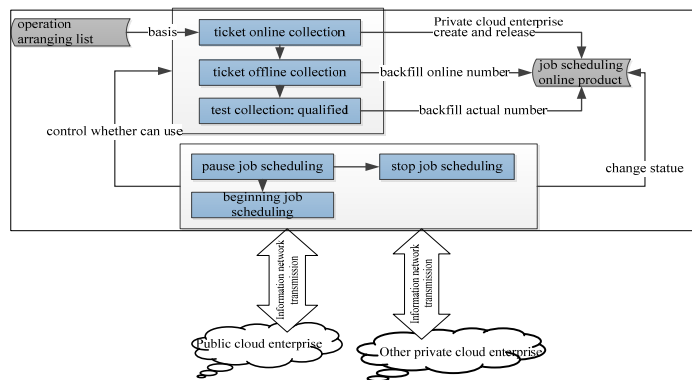 operation
arranging list
basis
ticket online collection
Private cloud enterprise
create and release
ticket offline collection
backfill online number
job scheduling
online product
test collection: qualified
backfill actual number
control whether can use
pause job scheduling
stop job scheduling
change statue
beginning job
scheduling
Information network
transmission
Information network
transmission
Public cloud enterprise
Other private cloud enterprise